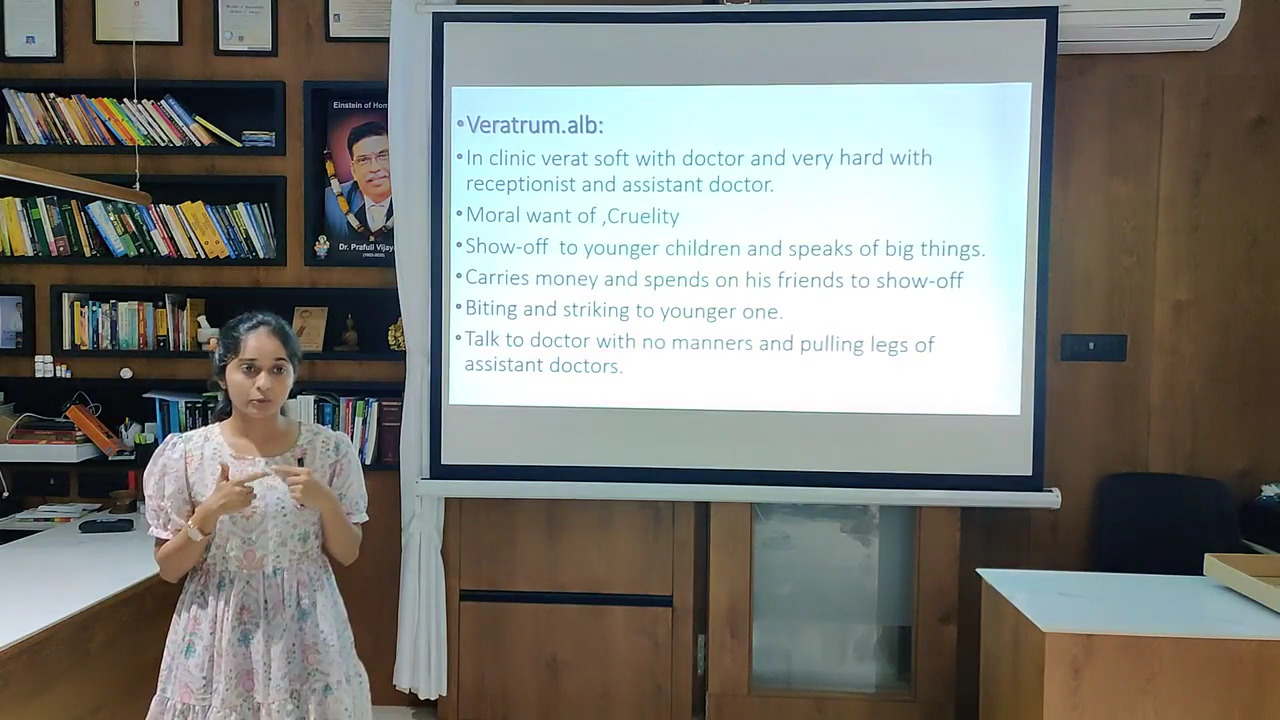 Einstein of Hom
Dr. Prafull Vijay
•Veratrum.alb:
•In clinic verat soft with doctor and very hard with
receptionist and assistant doctor.
•Moral want of ,Cruelity
•Show-off to younger children and speaks of big things.
•Carries money and spends on his friends to show-off
•Biting and striking to younger one.
•Talk to doctor with no manners and pulling legs of
assistant doctors.